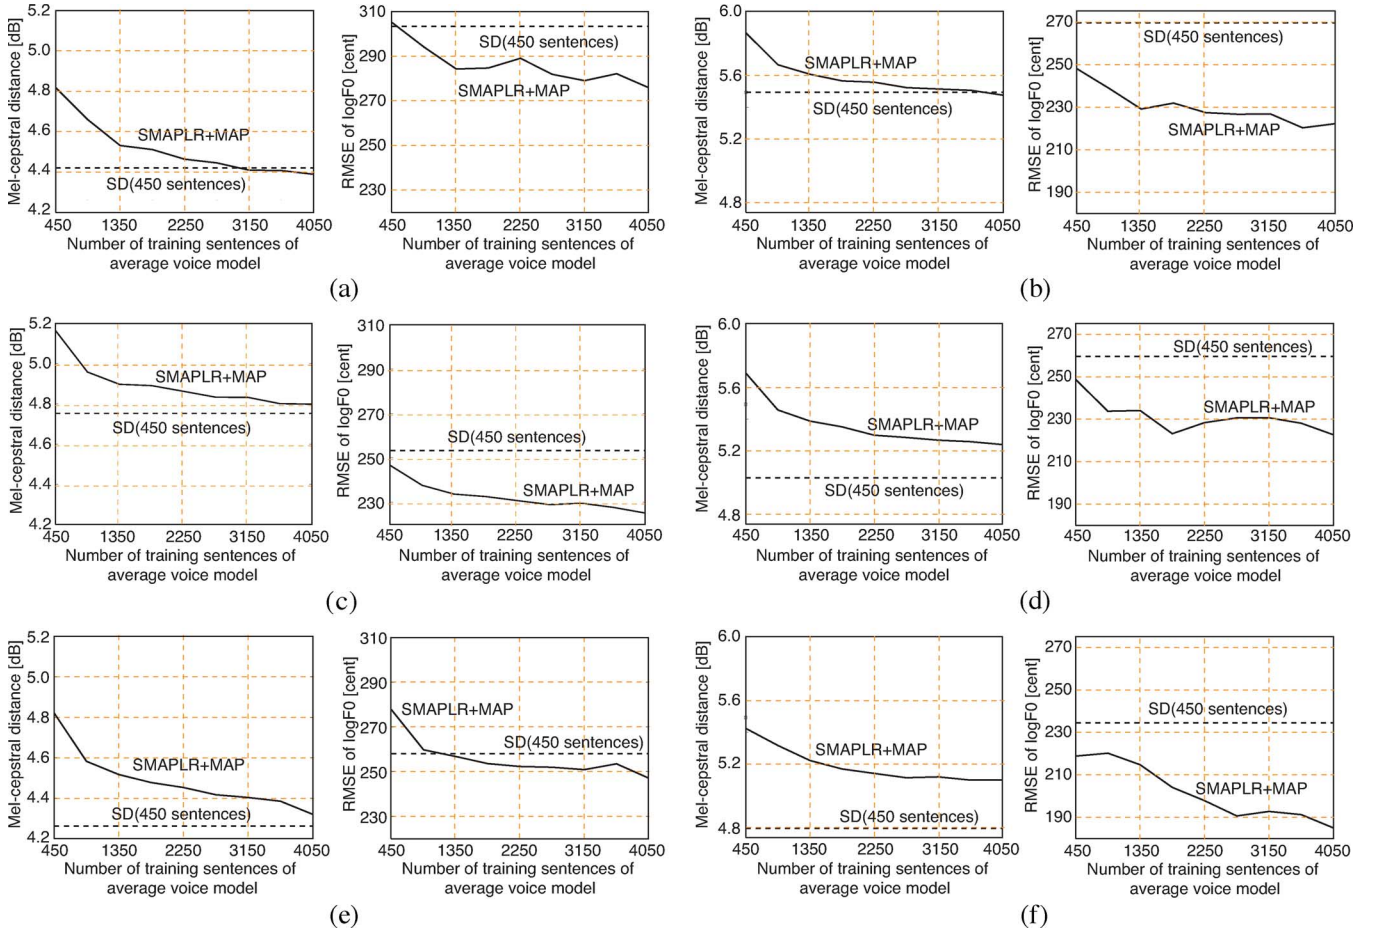 Mel-cepstral distance [dB]
5.2
5.0
4.8
4.6
4.4
4.2
SMAPLR+MAP
SD(450 sentences)
450 1350 2250 3150 4050
Number of training sentences of
average voice model
RMSE of logF0 [cent]
310
290
270
250
230
SD(450 sentences)
SMAPLR+MAP
450 1350 2250 3150 4050
Number of training sentences of
average voice model
(a)
Mel-cepstral distance [dB]
6.0
5.6
5.2
4.8
SMAPLR+MAP
SD(450 sentences)
450 1350 2250 3150 4050
Number of training sentences of
average voice model
RMSE of logF0 [cent]
270
250
230
210
190
SD(450 sentences)
SMAPLR+MAP
450 1350 2250 3150 4050
Number of training sentences of
average voice model
(b)
Mel-cepstral distance [dB]
5.2
5.0
4.8
4.6
4.4
4.2
SMAPLR+MAP
SD(450 sentences)
450 1350 2250 3150 4050
Number of training sentences of
average voice model
RMSE of logF0 [cent]
310
290
270
250
230
SD(450 sentences)
SMAPLR+MAP
450 1350 2250 3150 4050
Number of training sentences of
average voice model
(c)
Mel-cepstral distance [dB]
6.0
5.6
5.2
4.8
SMAPLR+MAP
SD(450 sentences)
450 1350 2250 3150 4050
Number of training sentences of
average voice model
RMSE of logF0 [cent]
270
250
230
210
190
SD(450 sentences)
SMAPLR+MAP
450 1350 2250 3150 4050
Number of training sentences of
average voice model
(d)
Mel-cepstral distance [dB]
5.2
5.0
4.8
4.6
4.4
4.2
SMAPLR+MAP
SD(450 sentences)
450 1350 2250 3150 4050
Number of training sentences of
average voice model
RMSE of logF0 [cent]
310
290
270
250
230
SMAPLR+MAP
SD(450 sentences)
450 1350 2250 3150 4050
Number of training sentences of
average voice model
(e)
Mel-cepstral distance [dB]
6.0
5.6
5.2
4.8
SMAPLR+MAP
SD(450 sentences)
450 1350 2250 3150 4050
Number of training sentences of
average voice model
RMSE of logF0 [cent]
270
250
230
210
190
SD(450 sentences)
SMAPLR+MAP
450 1350 2250 3150 4050
Number of training sentences of
average voice model
(f)